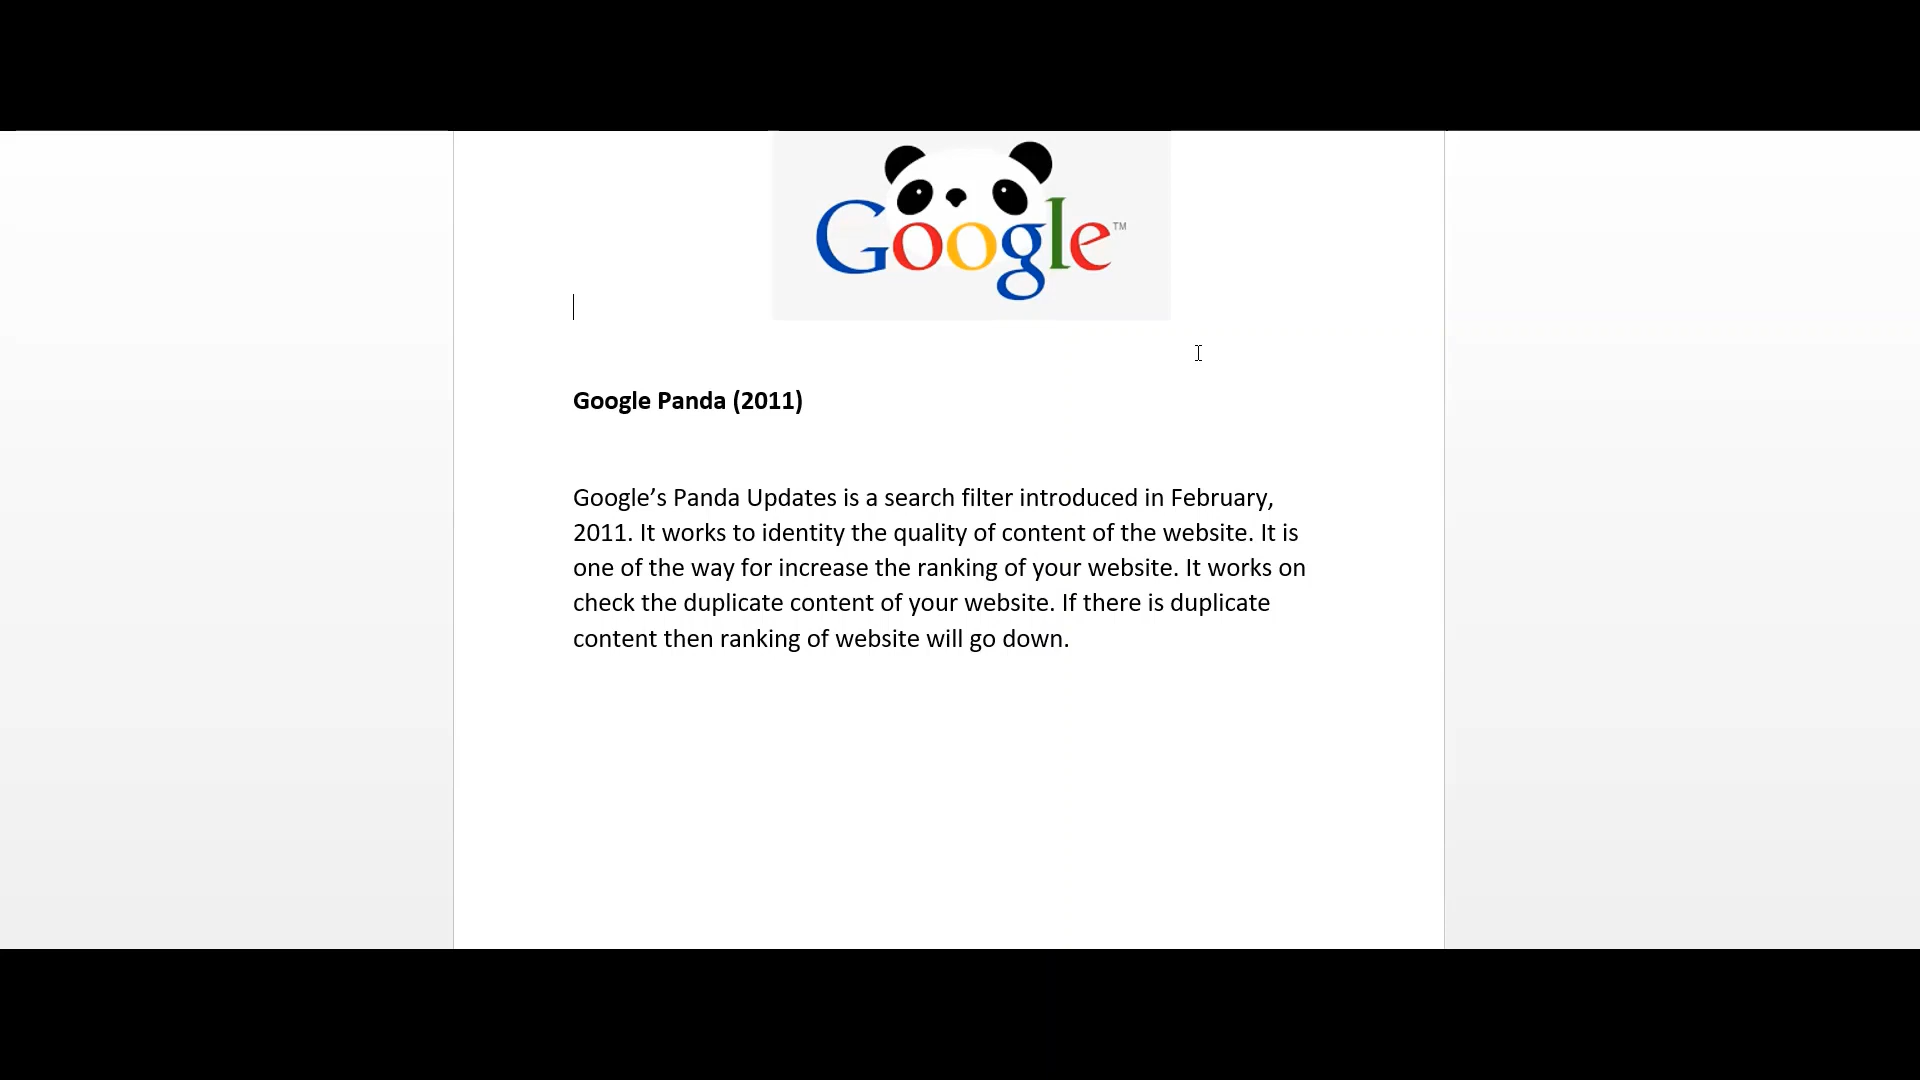 Google™
Google Panda (2011)
Google’s Panda Updates is a search filter introduced in February,
2011. It works to identity the quality of content of the website. It is
one of the way for increase the ranking of your website. It works on
check the duplicate content of your website. If there is duplicate
content then ranking of website will go down.